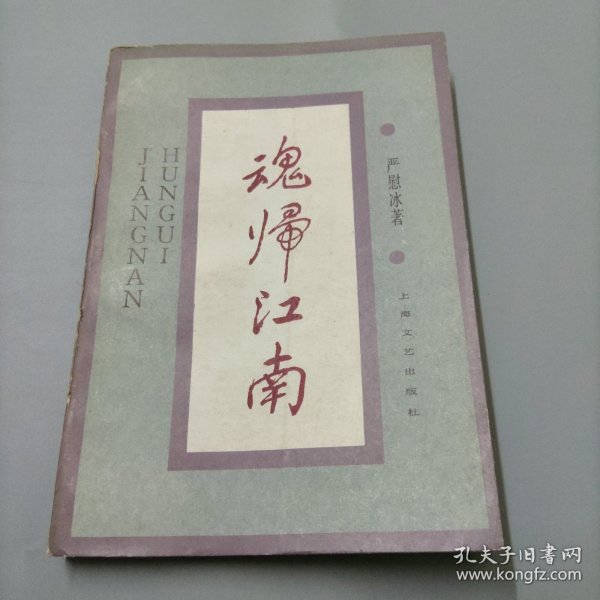 魂帰江南
HUNGUI
JIANGNAN
严慰冰著
上海文艺出版社
孔夫子旧书网
www.kongfz.com